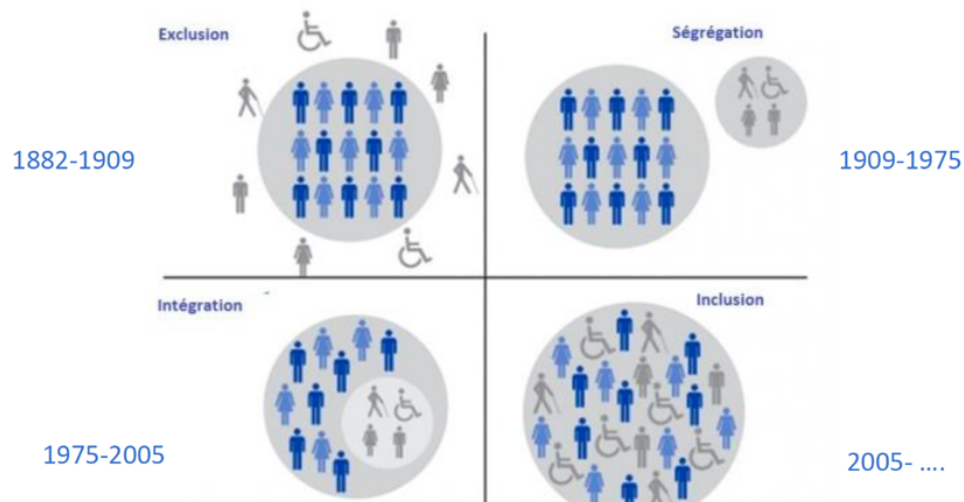 Exclusion
Ségrégation
1882-1909
1909-1975
Intégration
Inclusion
1975-2005
2005- ....